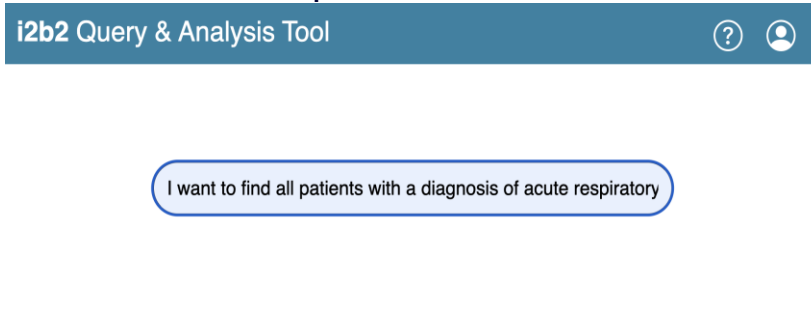 i2b2 Query & Analysis Tool
?
I want to find all patients with a diagnosis of acute respiratory